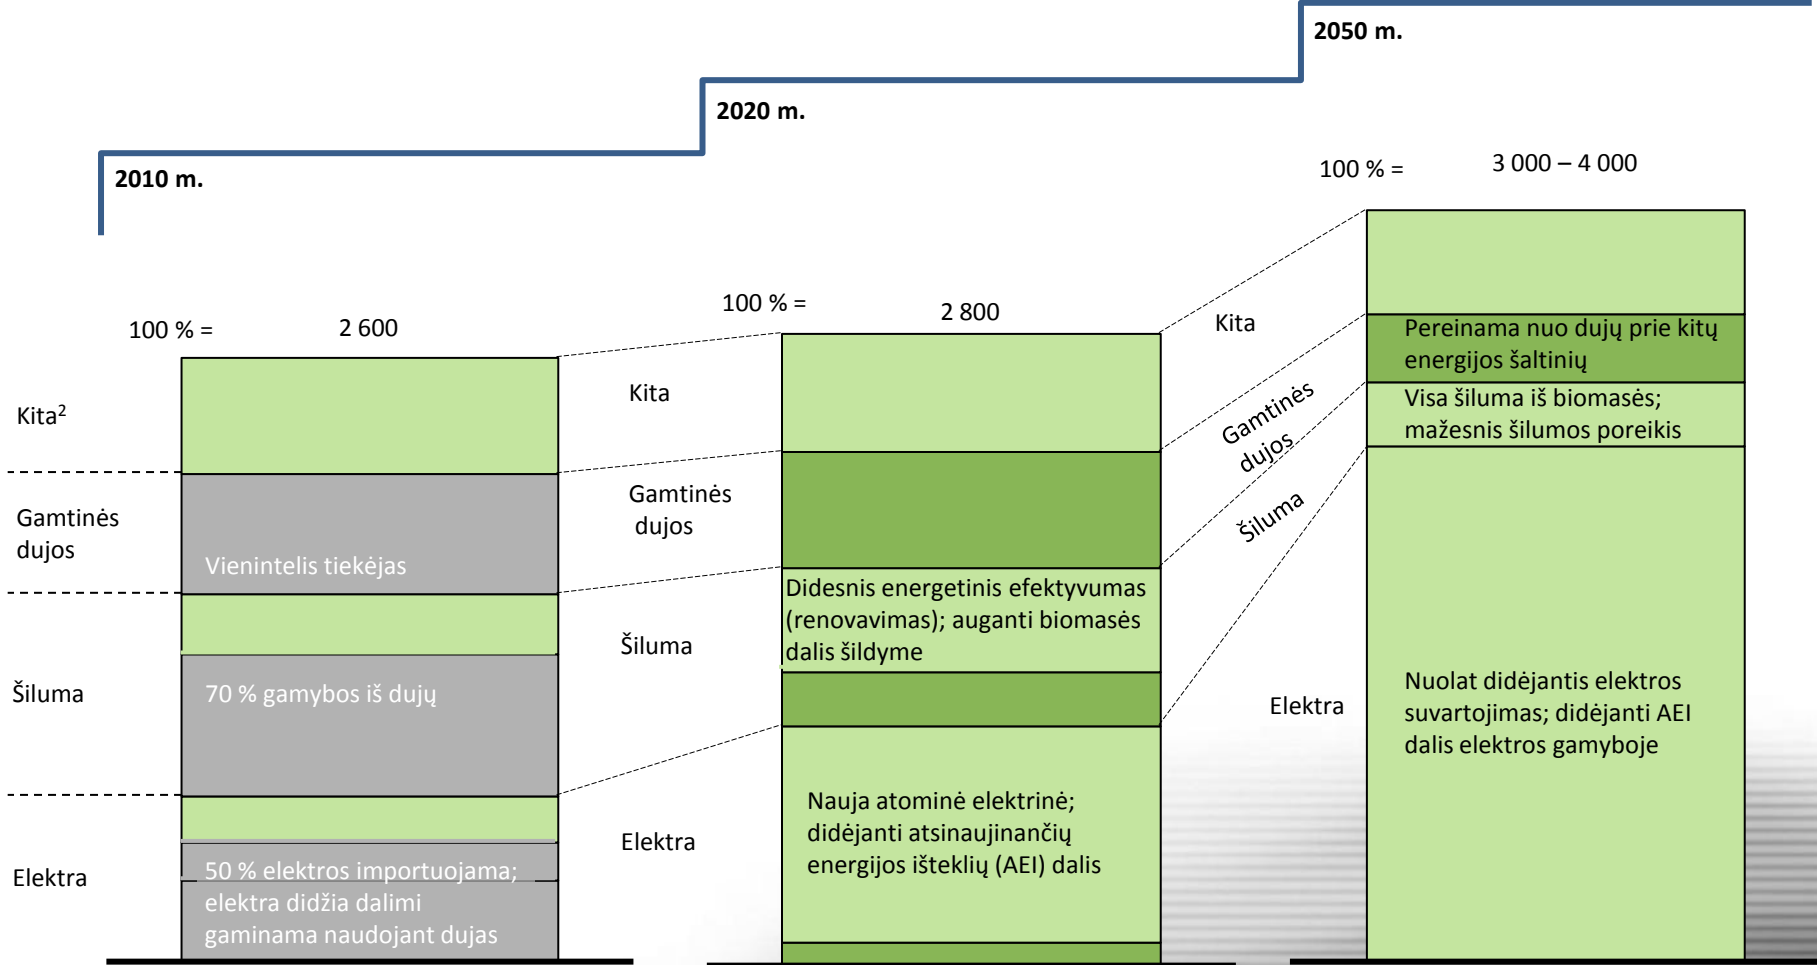 2050 m.
2020 m.
2010 m.
100 % =
3 000 – 4 000
100 % =
2 800
100 % =
2 600
Kita²
Gamtinės
dujos
Šiluma
Elektra
Vienintelis tiekėjas
70 % gamybos iš dujų
50 % elektros importuojama;
elektra didžia dalimi
gaminama naudojant dujas
Kita
Gamtinės
dujos
Šiluma
Elektra
Didesnis energetinis efektyvumas
(renovavimas); auganti biomasės
dalis šildyme
Nauja atominė elektrinė;
didėjanti atsinaujinančių
energijos išteklių (AEI) dalis
Kita
Gamtinės
dujos
Šiluma
Elektra
Pereinama nuo dujų prie kitų
energijos šaltinių
Visa šiluma iš biomasės;
mažesnis šilumos poreikis
Nuolat didėjantis elektros
suvartojimas; didėjanti AEI
dalis elektros gamyboje